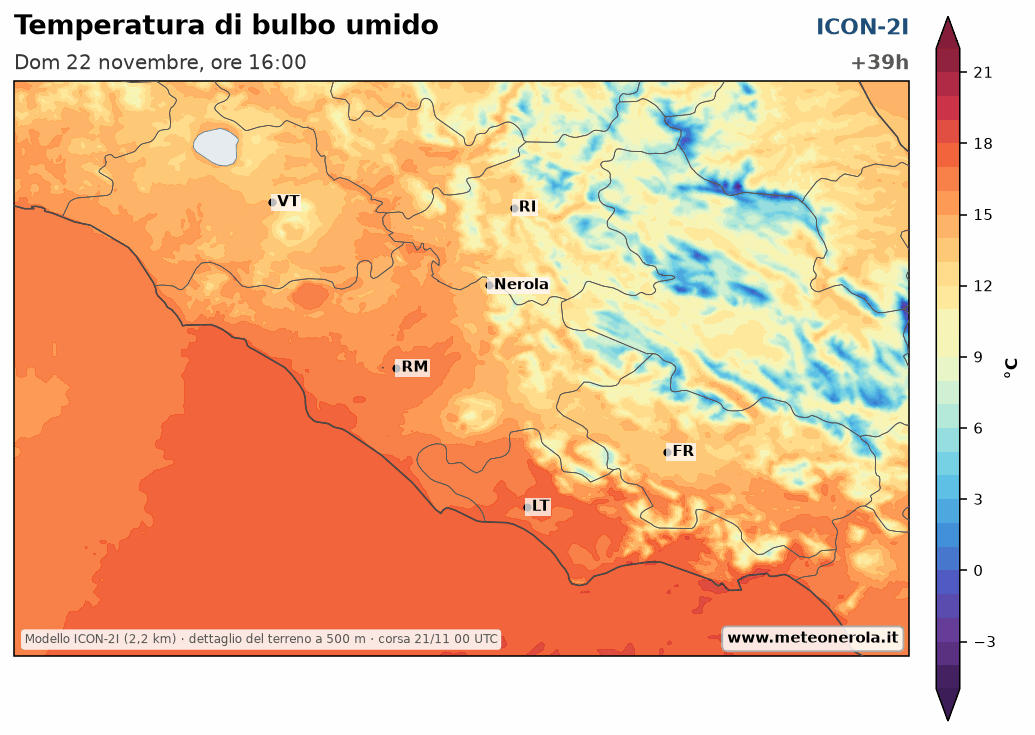 Temperatura di bulbo umido
ICON-2I
Dom 22 novembre, ore 16:00
+39h
21
18
15
12
9
6
3
0
−3
°C
VT
RI
Nerola
RM
FR
LT
Modello ICON-2I (2,2 km) · dettaglio del terreno a 500 m · corsa 21/11 00 UTC
www.meteonerola.it